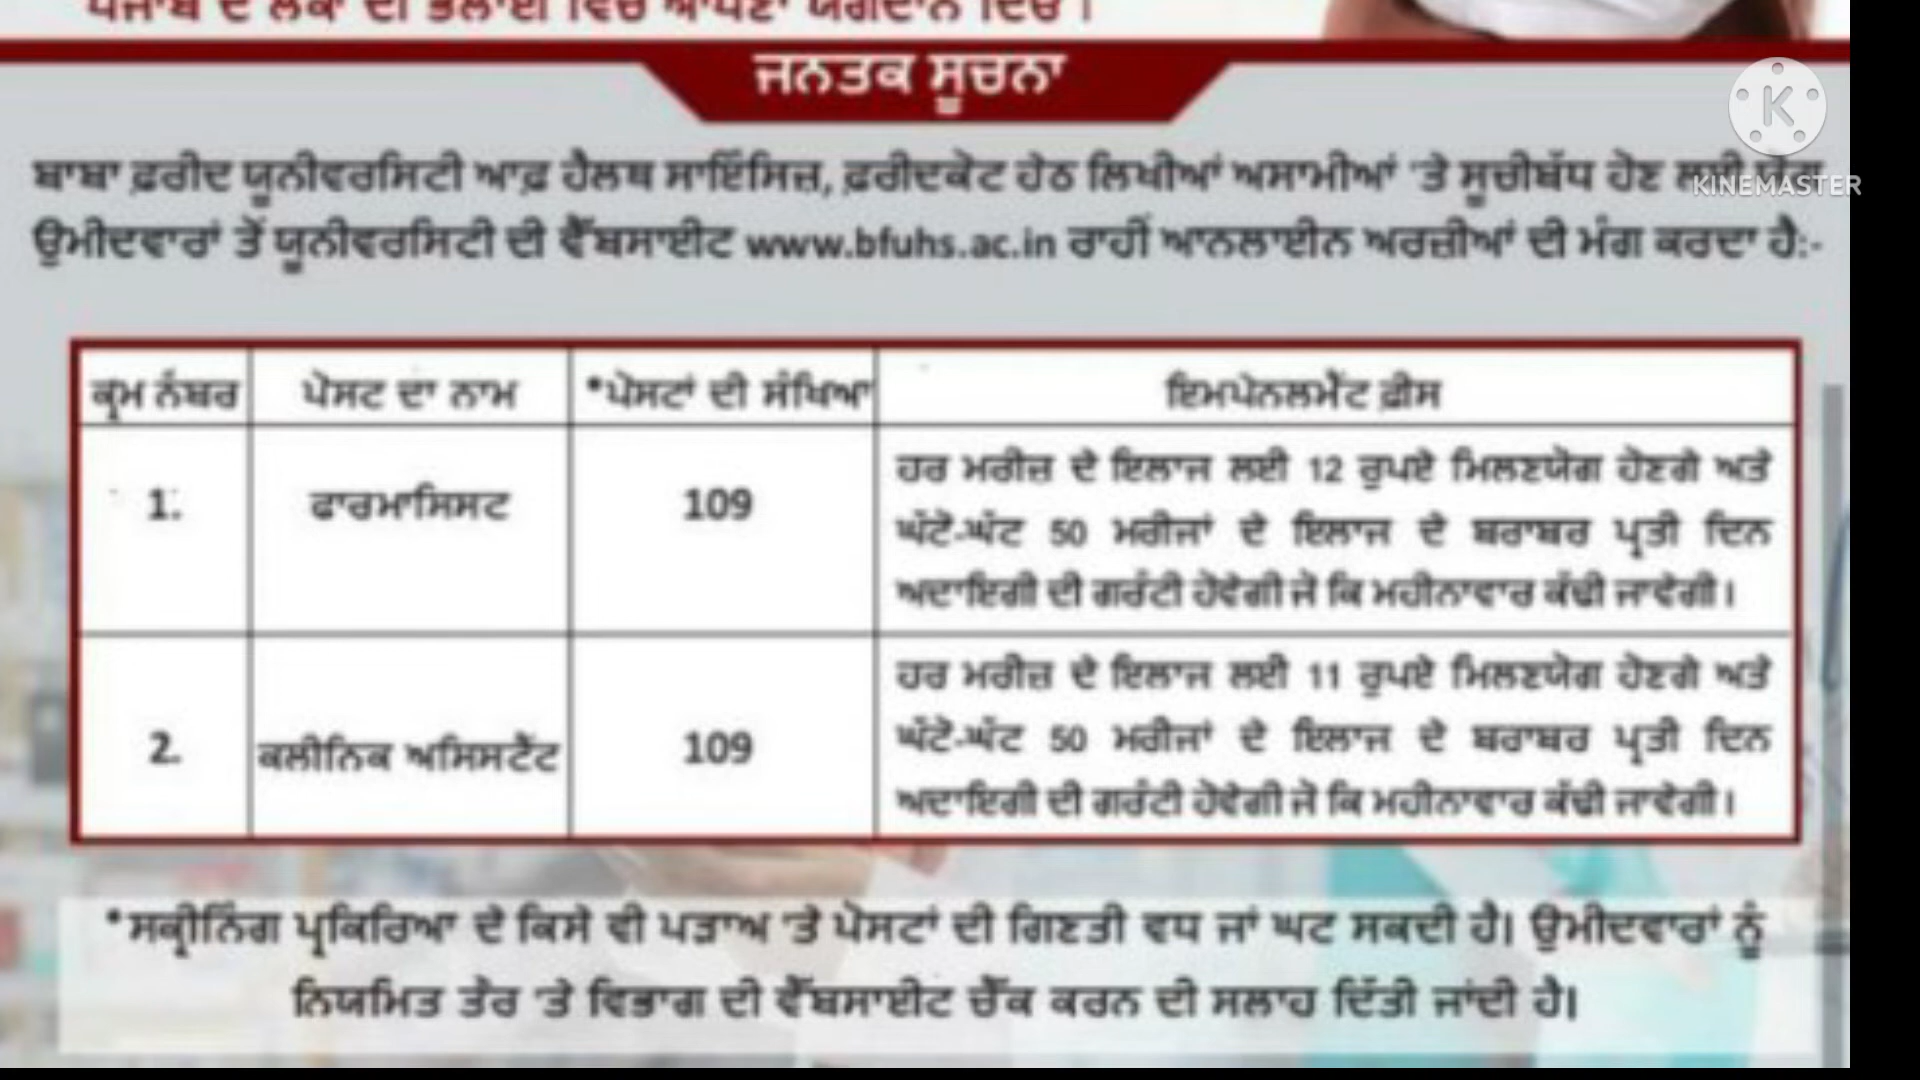 ਪੰਜਾਬ ਦੇ ਲੋਕਾਂ ਦੀ ਭਲਾਈ ਵਿੱਚ ਆਪਣਾ ਯੋਗਦਾਨ ਦਿਓ।
ਜਨਤਕ ਸੂਚਨਾ
ਬਾਬਾ ਫ਼ਰੀਦ ਯੂਨੀਵਰਸਿਟੀ ਆਫ਼ ਹੈਲਥ ਸਾਇੰਸਿਜ਼, ਫ਼ਰੀਦਕੋਟ ਹੇਠ ਲਿਖੀਆਂ ਅਸਾਮੀਆਂ 'ਤੇ ਸੂਚੀਬੱਧ ਹੋਣ ਲਈ
KINEMASTER
ਉਮੀਦਵਾਰਾਂ ਤੋਂ ਯੂਨੀਵਰਸਿਟੀ ਦੀ ਵੈੱਬਸਾਈਟ www.bfuhs.ac.in ਰਾਹੀਂ ਆਨਲਾਈਨ ਅਰਜ਼ੀਆਂ ਦੀ ਮੰਗ ਕਰਦਾ ਹੈ:-
ਕ੍ਰਮ ਨੰਬਰ ਪੋਸਟ ਦਾ ਨਾਮ *ਪੋਸਟਾਂ ਦੀ ਸੰਖਿਆ ਇਮਪੇਨਲਮੈਂਟ ਫ਼ੀਸ
1. ਫਾਰਮਾਸਿਸਟ 109 ਹਰ ਮਰੀਜ਼ ਦੇ ਇਲਾਜ ਲਈ 12 ਰੁਪਏ ਮਿਲਣਯੋਗ ਹੋਣਗੇ ਅਤੇ
ਘੱਟੋ-ਘੱਟ 50 ਮਰੀਜਾਂ ਦੇ ਇਲਾਜ ਦੇ ਬਰਾਬਰ ਪ੍ਰਤੀ ਦਿਨ
ਅਦਾਇਗੀ ਦੀ ਗਰੰਟੀ ਹੋਵੇਗੀ ਜੋ ਕਿ ਮਹੀਨਾਵਾਰ ਕੱਢੀ ਜਾਵੇਗੀ।
2. ਕਲੀਨਿਕ ਅਸਿਸਟੈਂਟ 109 ਹਰ ਮਰੀਜ਼ ਦੇ ਇਲਾਜ ਲਈ 11 ਰੁਪਏ ਮਿਲਣਯੋਗ ਹੋਣਗੇ ਅਤੇ
ਘੱਟੋ-ਘੱਟ 50 ਮਰੀਜਾਂ ਦੇ ਇਲਾਜ ਦੇ ਬਰਾਬਰ ਪ੍ਰਤੀ ਦਿਨ
ਅਦਾਇਗੀ ਦੀ ਗਰੰਟੀ ਹੋਵੇਗੀ ਜੋ ਕਿ ਮਹੀਨਾਵਾਰ ਕੱਢੀ ਜਾਵੇਗੀ।
*ਸਕ੍ਰੀਨਿੰਗ ਪ੍ਰਕਿਰਿਆ ਦੇ ਕਿਸੇ ਵੀ ਪੜਾਅ 'ਤੇ ਪੋਸਟਾਂ ਦੀ ਗਿਣਤੀ ਵਧ ਜਾਂ ਘਟ ਸਕਦੀ ਹੈ। ਉਮੀਦਵਾਰਾਂ ਨੂੰ
ਨਿਯਮਿਤ ਤੌਰ 'ਤੇ ਵਿਭਾਗ ਦੀ ਵੈੱਬਸਾਈਟ ਚੈੱਕ ਕਰਨ ਦੀ ਸਲਾਹ ਦਿੱਤੀ ਜਾਂਦੀ ਹੈ।